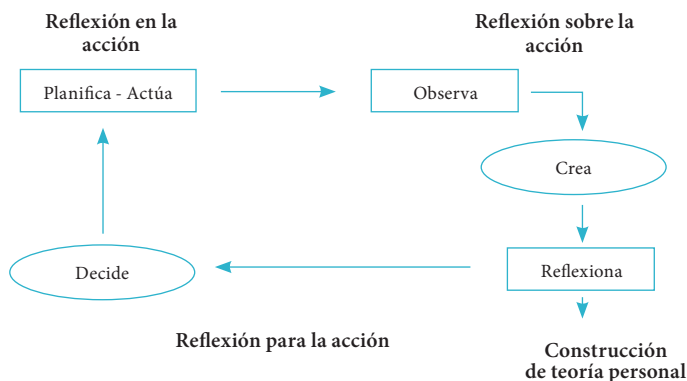 Reflexión en la
acción
Reflexión sobre la
acción
Planifica - Actúa
Observa
Crea
Decide
Reflexiona
Reflexión para la acción
Construcción
de teoría personal